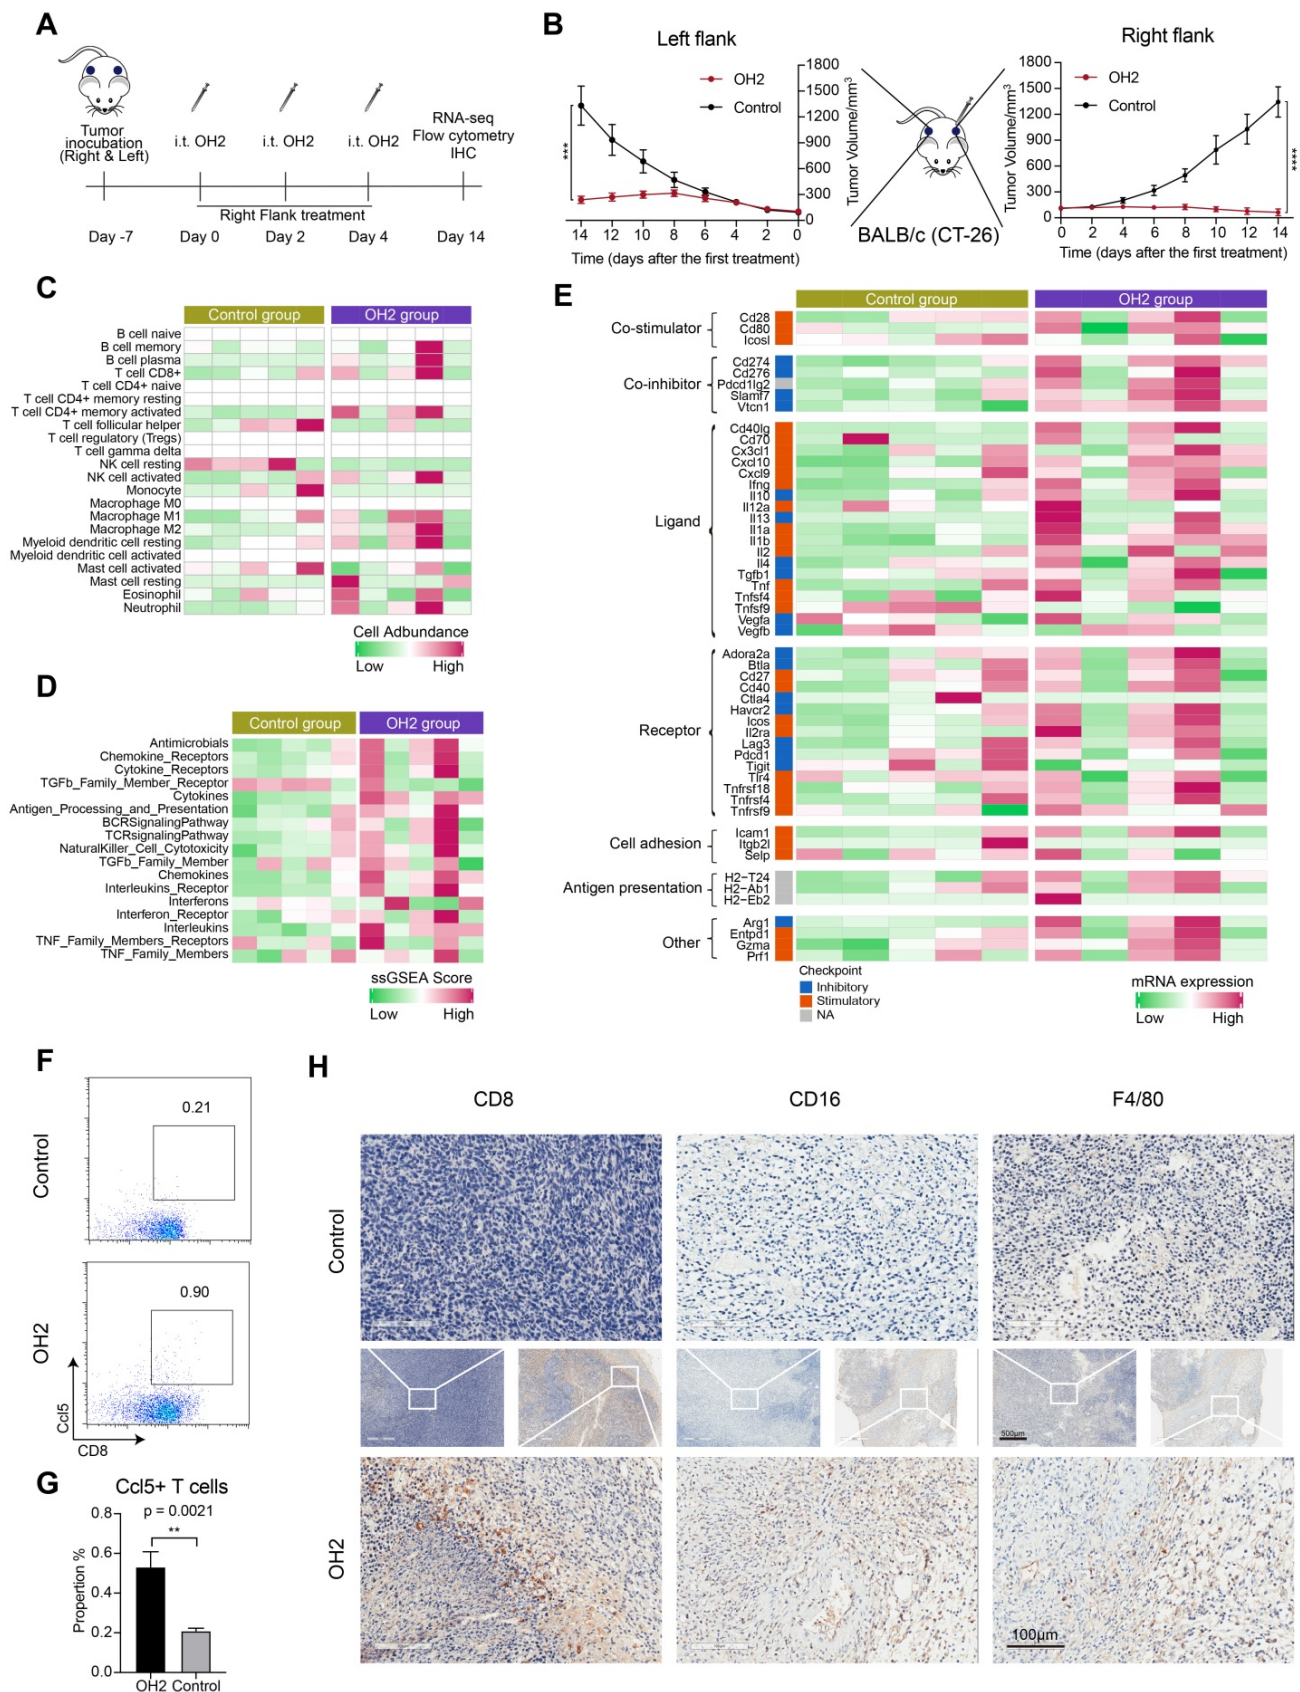 A
Tumor
inocubation
(Right & Left)
i.t. OH2
i.t. OH2
i.t. OH2
RNA-seq
Flow cytometry
IHC
Right Flank treatment
Day -7
Day 0
Day 2
Day 4
Day 14
B
Left flank
OH2
Control
***
1800
1500
1200
900
600
300
0
Tumor Volume/mm³
14
12
10
8
6
4
2
0
Time (days after the first treatment)
BALB/c (CT-26)
Right flank
OH2
Control
****
1800
1500
1200
900
600
300
0
Tumor Volume/mm³
0
2
4
6
8
10
12
14
Time (days after the first treatment)
C
Control group
OH2 group
B cell naive
B cell memory
B cell plasma
T cell CD8+
T cell CD4+ naive
T cell CD4+ memory resting
T cell CD4+ memory activated
T cell follicular helper
T cell regulatory (Tregs)
T cell gamma delta
NK cell resting
NK cell activated
Monocyte
Macrophage M0
Macrophage M1
Macrophage M2
Myeloid dendritic cell resting
Myeloid dendritic cell activated
Mast cell activated
Mast cell resting
Eosinophil
Neutrophil
Cell Adbundance
Low
High
D
Control group
OH2 group
Antimicrobials
Chemokine_Receptors
Cytokine_Receptors
TGFb_Family_Member_Receptor
Cytokines
Antigen_Processing_and_Presentation
BCRSignalingPathway
TCRsignalingPathway
NaturalKiller_Cell_Cytotoxicity
TGFb_Family_Member
Chemokines
Interleukins_Receptor
Interferons
Interferon_Receptor
Interleukins
TNF_Family_Members_Receptors
TNF_Family_Members
ssGSEA Score
Low
High
E
Control group
OH2 group
Co-stimulator
Cd28
Cd80
Icosl
Co-inhibitor
Cd274
Cd276
Pdcd1lg2
Slamf7
Vtcn1
Ligand
Cd40lg
Cd70
Cx3cl1
Cxcl10
Cxcl9
Ifng
Il10
Il12a
Il13
Il1a
Il1b
Il2
Il4
Tgfb1
Tnf
Tnfsf4
Tnfsf9
Vegfa
Vegfb
Receptor
Adora2a
Btla
Cd27
Cd40
Ctla4
Havcr2
Icos
Il2ra
Lag3
Pdcd1
Tigit
Tlr4
Tnfrsf18
Tnfrsf4
Tnfrsf9
Cell adhesion
Icam1
Itgb2l
Selp
Antigen presentation
H2−T24
H2−Ab1
H2−Eb2
Other
Arg1
Entpd1
Gzma
Prf1
Checkpoint
Inhibitory
Stimulatory
NA
mRNA expression
Low
High
F
Control
0.21
OH2
0.90
Ccl5
CD8
G
Ccl5+ T cells
p = 0.0021
**
0.8
0.6
0.4
0.2
0.0
Proportion %
OH2 Control
H
CD8
CD16
F4/80
Control
500μm
OH2
100μm